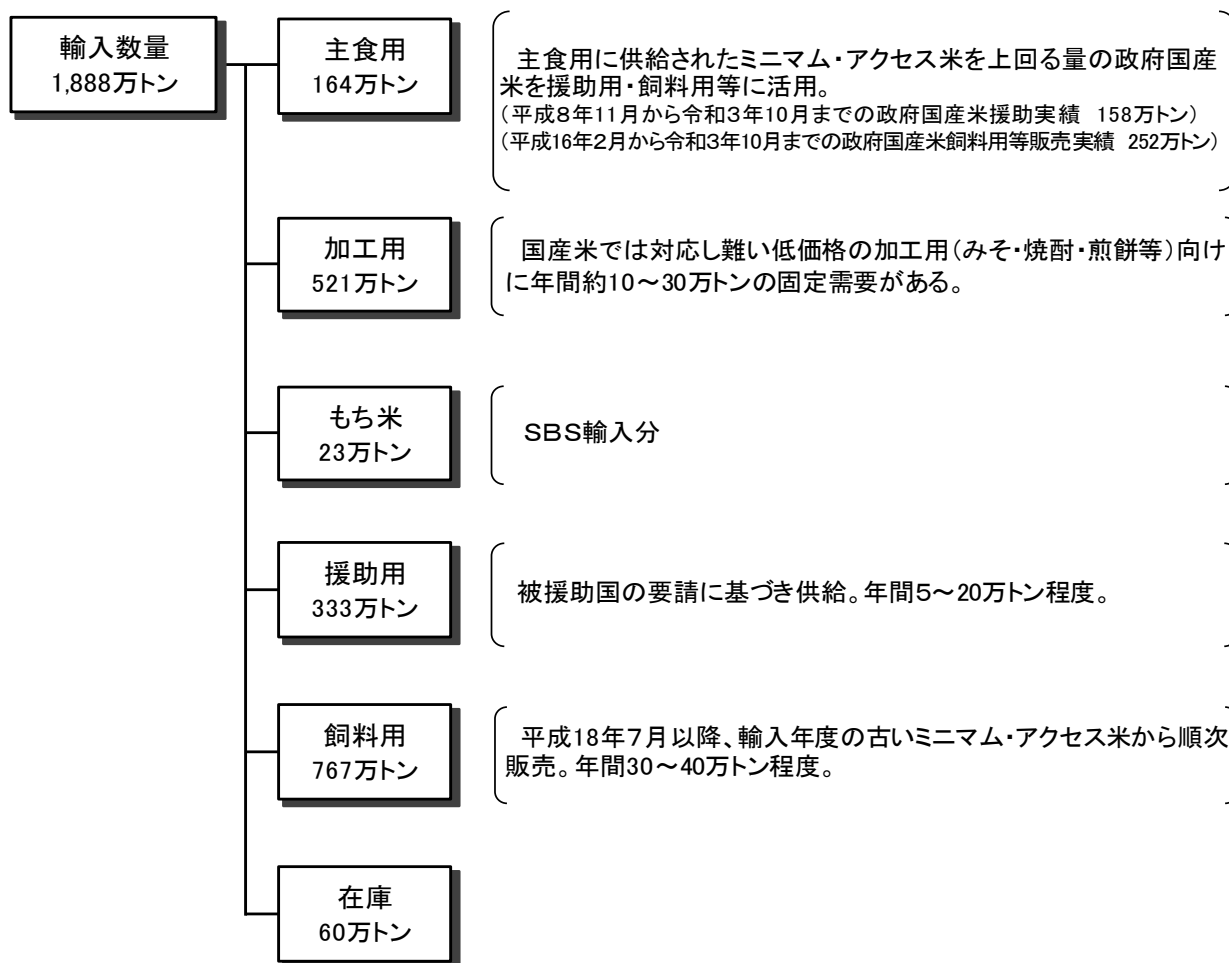 輸入数量
1,888万トン
主食用
164万トン
主食用に供給されたミニマム・アクセス米を上回る量の政府国産
米を援助用・飼料用等に活用。
（平成８年11月から令和３年10月までの政府国産米援助実績 158万トン）
（平成16年２月から令和３年10月までの政府国産米飼料用等販売実績 252万トン）
加工用
521万トン
国産米では対応し難い低価格の加工用（みそ・焼酎・煎餅等）向け
に年間約10～30万トンの固定需要がある。
もち米
23万トン
ＳＢＳ輸入分
援助用
333万トン
被援助国の要請に基づき供給。年間５～20万トン程度。
飼料用
767万トン
平成18年７月以降、輸入年度の古いミニマム・アクセス米から順次
販売。年間30～40万トン程度。
在庫
60万トン